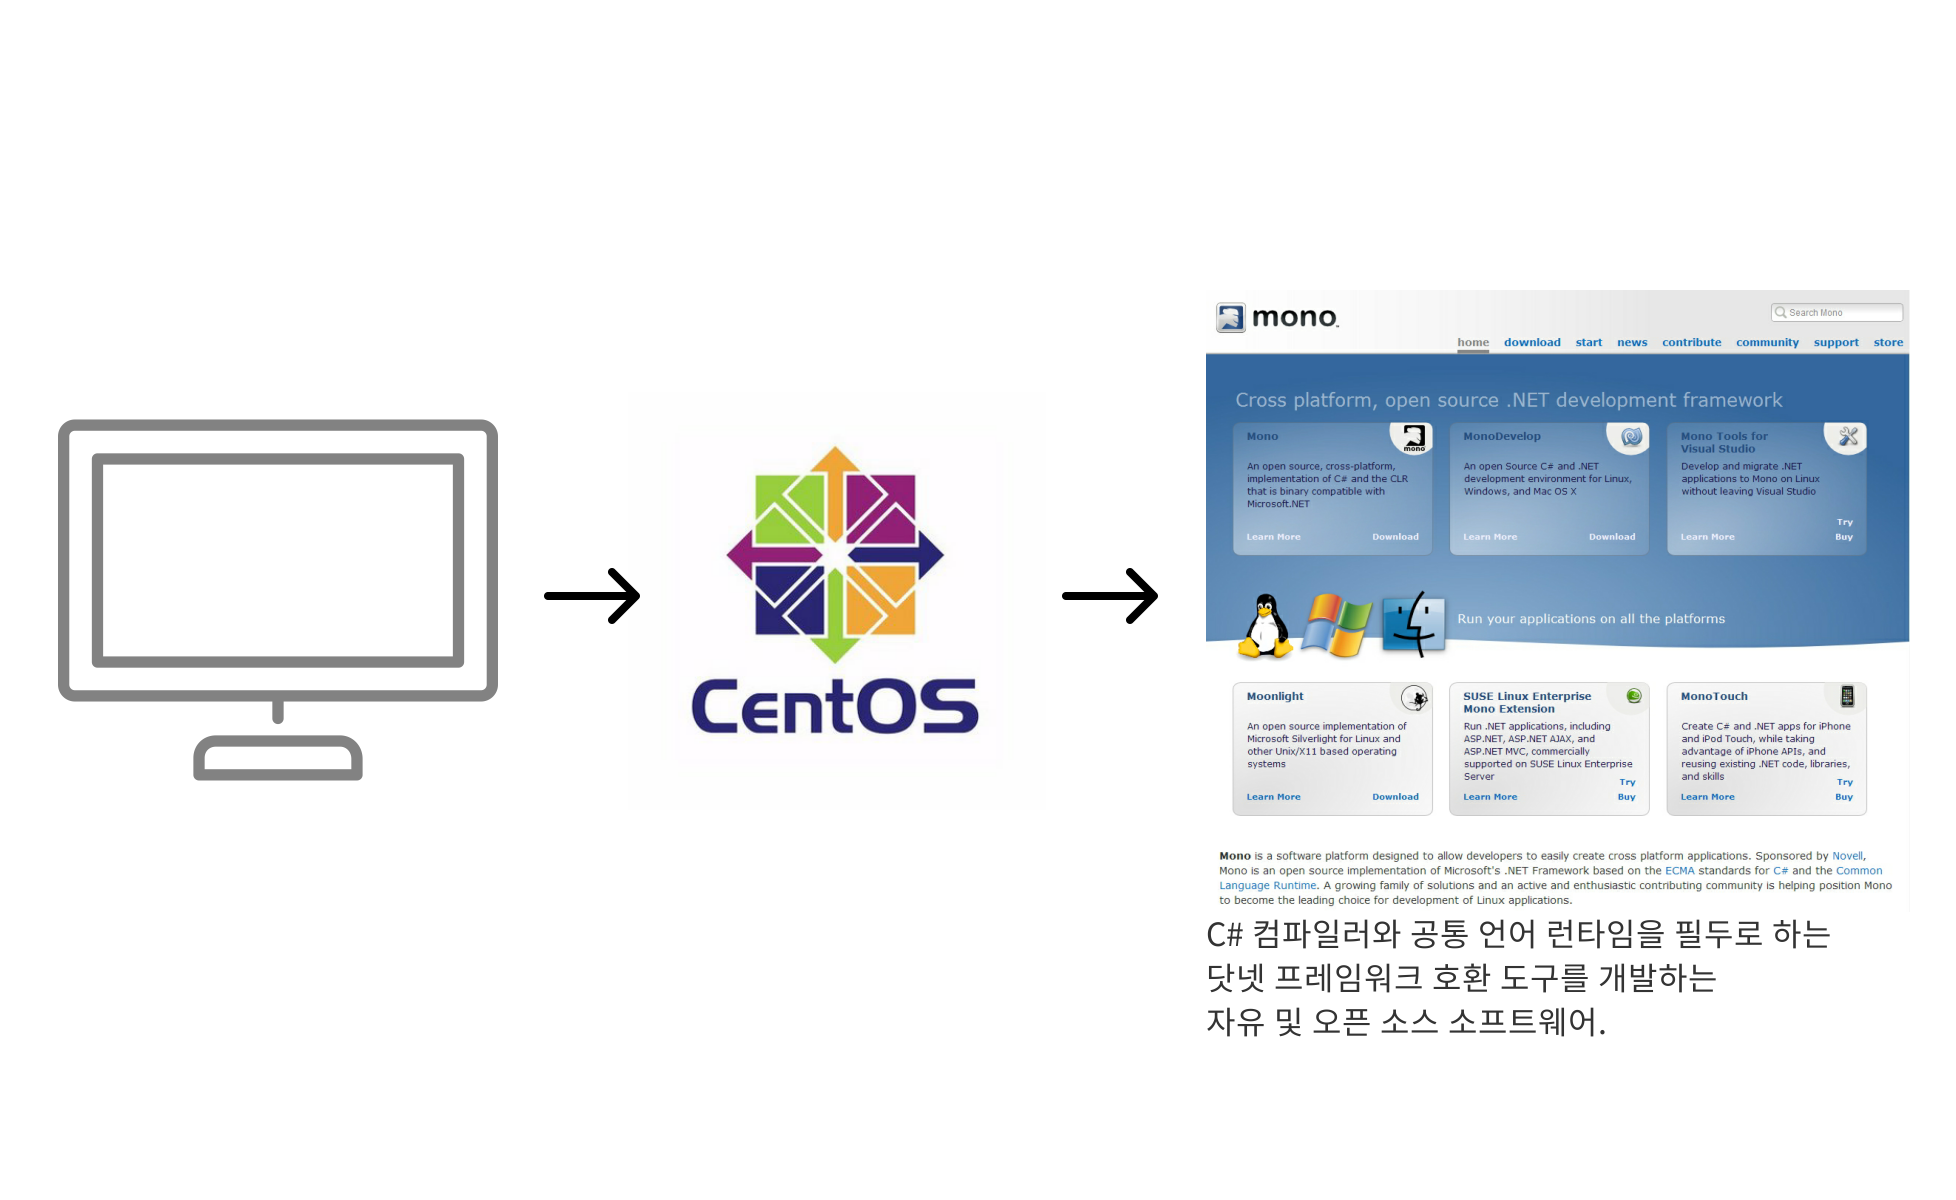 CentOS
mono
Search Mono
home download start news contribute community support store
Cross platform, open source .NET development framework
Mono
mono
An open source, cross-platform,
implementation of C# and the CLR
that is binary compatible with
Microsoft.NET
Learn More Download
MonoDevelop
An open Source C# and .NET
development environment for Linux,
Windows, and Mac OS X
Learn More Download
Mono Tools for
Visual Studio
Develop and migrate .NET
applications to Mono on Linux
without leaving Visual Studio
Try
Learn More Buy
Run your applications on all the platforms
Moonlight
An open source implementation of
Microsoft Silverlight for Linux and
other Unix/X11 based operating
systems
Learn More Download
SUSE Linux Enterprise
Mono Extension
Run .NET applications, including
ASP.NET, ASP.NET AJAX, and
ASP.NET MVC, commercially
supported on SUSE Linux Enterprise
Server
Try
Learn More Buy
MonoTouch
Create C# and .NET apps for iPhone
and iPod Touch, while taking
advantage of iPhone APIs, and
reusing existing .NET code, libraries,
and skills
Try
Learn More Buy
Mono is a software platform designed to allow developers to easily create cross platform applications. Sponsored by Novell,
Mono is an open source implementation of Microsoft's .NET Framework based on the ECMA standards for C# and the Common
Language Runtime. A growing family of solutions and an active and enthusiastic contributing community is helping position Mono
to become the leading choice for development of Linux applications.
C# 컴파일러와 공통 언어 런타임을 필두로 하는
닷넷 프레임워크 호환 도구를 개발하는
자유 및 오픈 소스 소프트웨어.